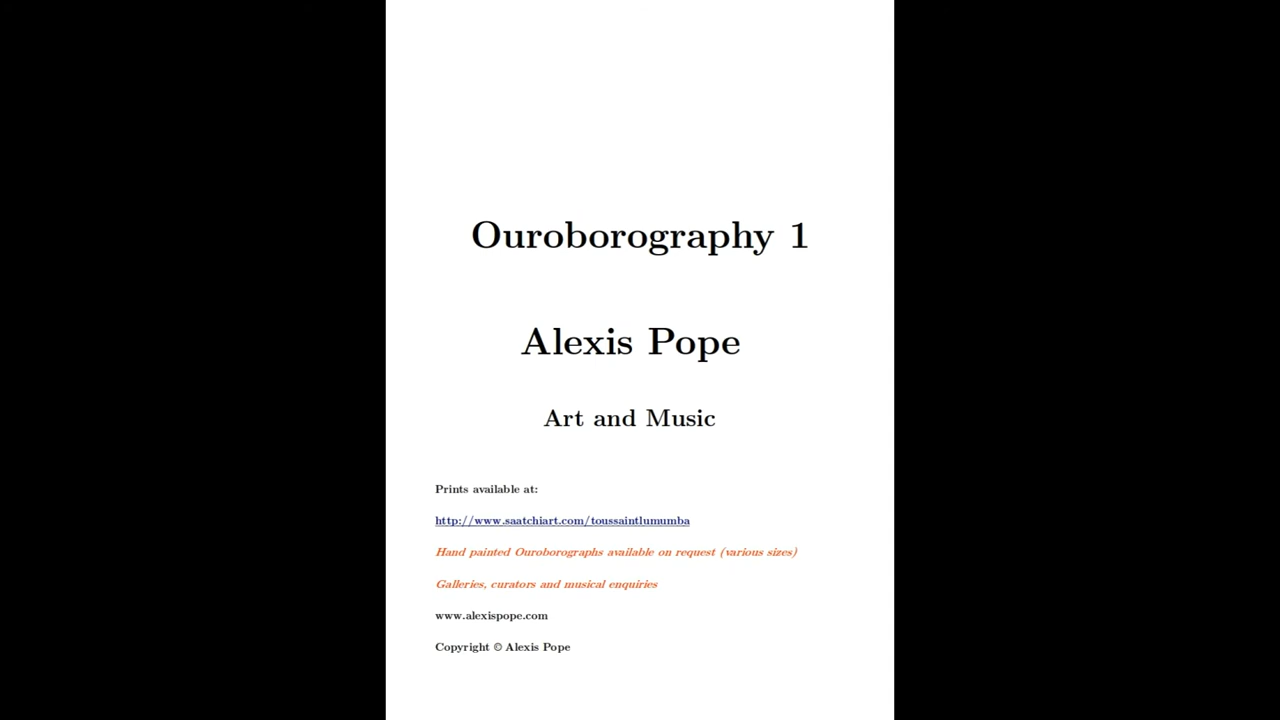 Ouroborography 1
Alexis Pope
Art and Music
Prints available at:
http://www.saatchiart.com/toussaintlumumba
Hand painted Ouroborographs available on request (various sizes)
Galleries, curators and musical enquiries
www.alexispope.com
Copyright © Alexis Pope